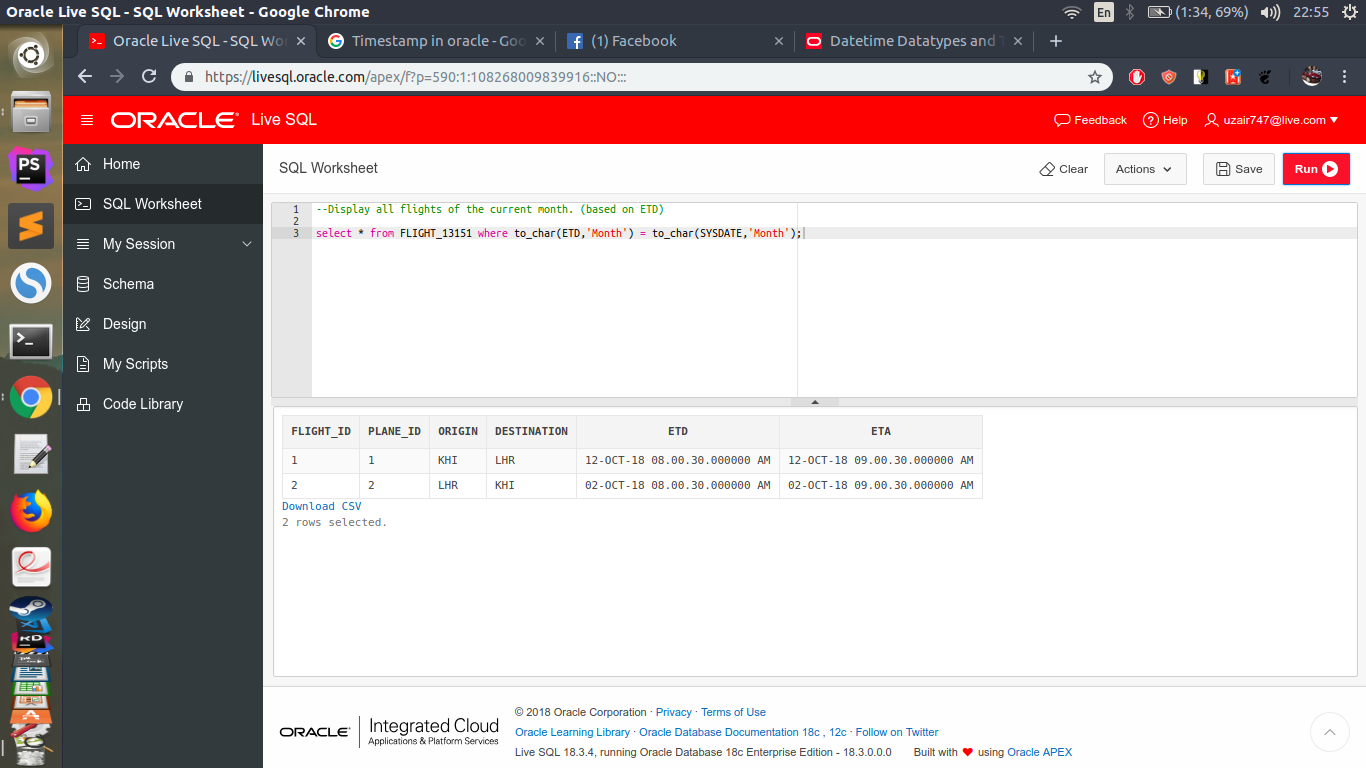 Oracle Live SQL - SQL Worksheet - Google Chrome
En (1:34, 69%) 22:55
Oracle Live SQL - SQL Wo
Timestamp in oracle - Goo
(1) Facebook
Datetime Datatypes and T
https://livesql.oracle.com/apex/f?p=590:1:108268009839916::NO:::
ORACLE Live SQL
Feedback
Help
uzair747@live.com
Home
SQL Worksheet
My Session
Schema
Design
My Scripts
Code Library
SQL Worksheet
Clear
Actions
Save
Run
1 --Display all flights of the current month. (based on ETD)
2
3 select * from FLIGHT_13151 where to_char(ETD,'Month') = to_char(SYSDATE,'Month');
FLIGHT_ID PLANE_ID ORIGIN DESTINATION ETD ETA
1 1 KHI LHR 12-OCT-18 08.00.30.000000 AM 12-OCT-18 09.00.30.000000 AM
2 2 LHR KHI 02-OCT-18 08.00.30.000000 AM 02-OCT-18 09.00.30.000000 AM
Download CSV
2 rows selected.
ORACLE Integrated Cloud
Applications & Platform Services
© 2018 Oracle Corporation · Privacy · Terms of Use
Oracle Learning Library · Oracle Database Documentation 18c , 12c · Follow on Twitter
Live SQL 18.3.4, running Oracle Database 18c Enterprise Edition - 18.3.0.0.0 Built with ❤ using Oracle APEX
PS
RD